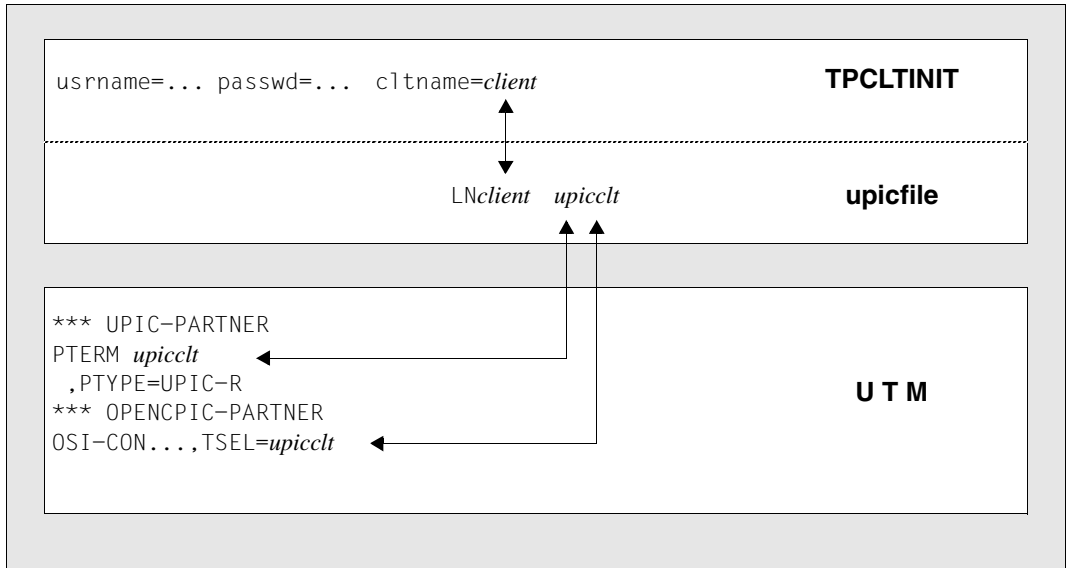 usrname=... passwd=... cltname=client TPCLTINIT
LNclient upicclt upicfile
*** UPIC-PARTNER
PTERM upicclt
,PTYPE=UPIC-R
*** OPENCPIC-PARTNER
OSI-CON...,TSEL=upicclt
U T M